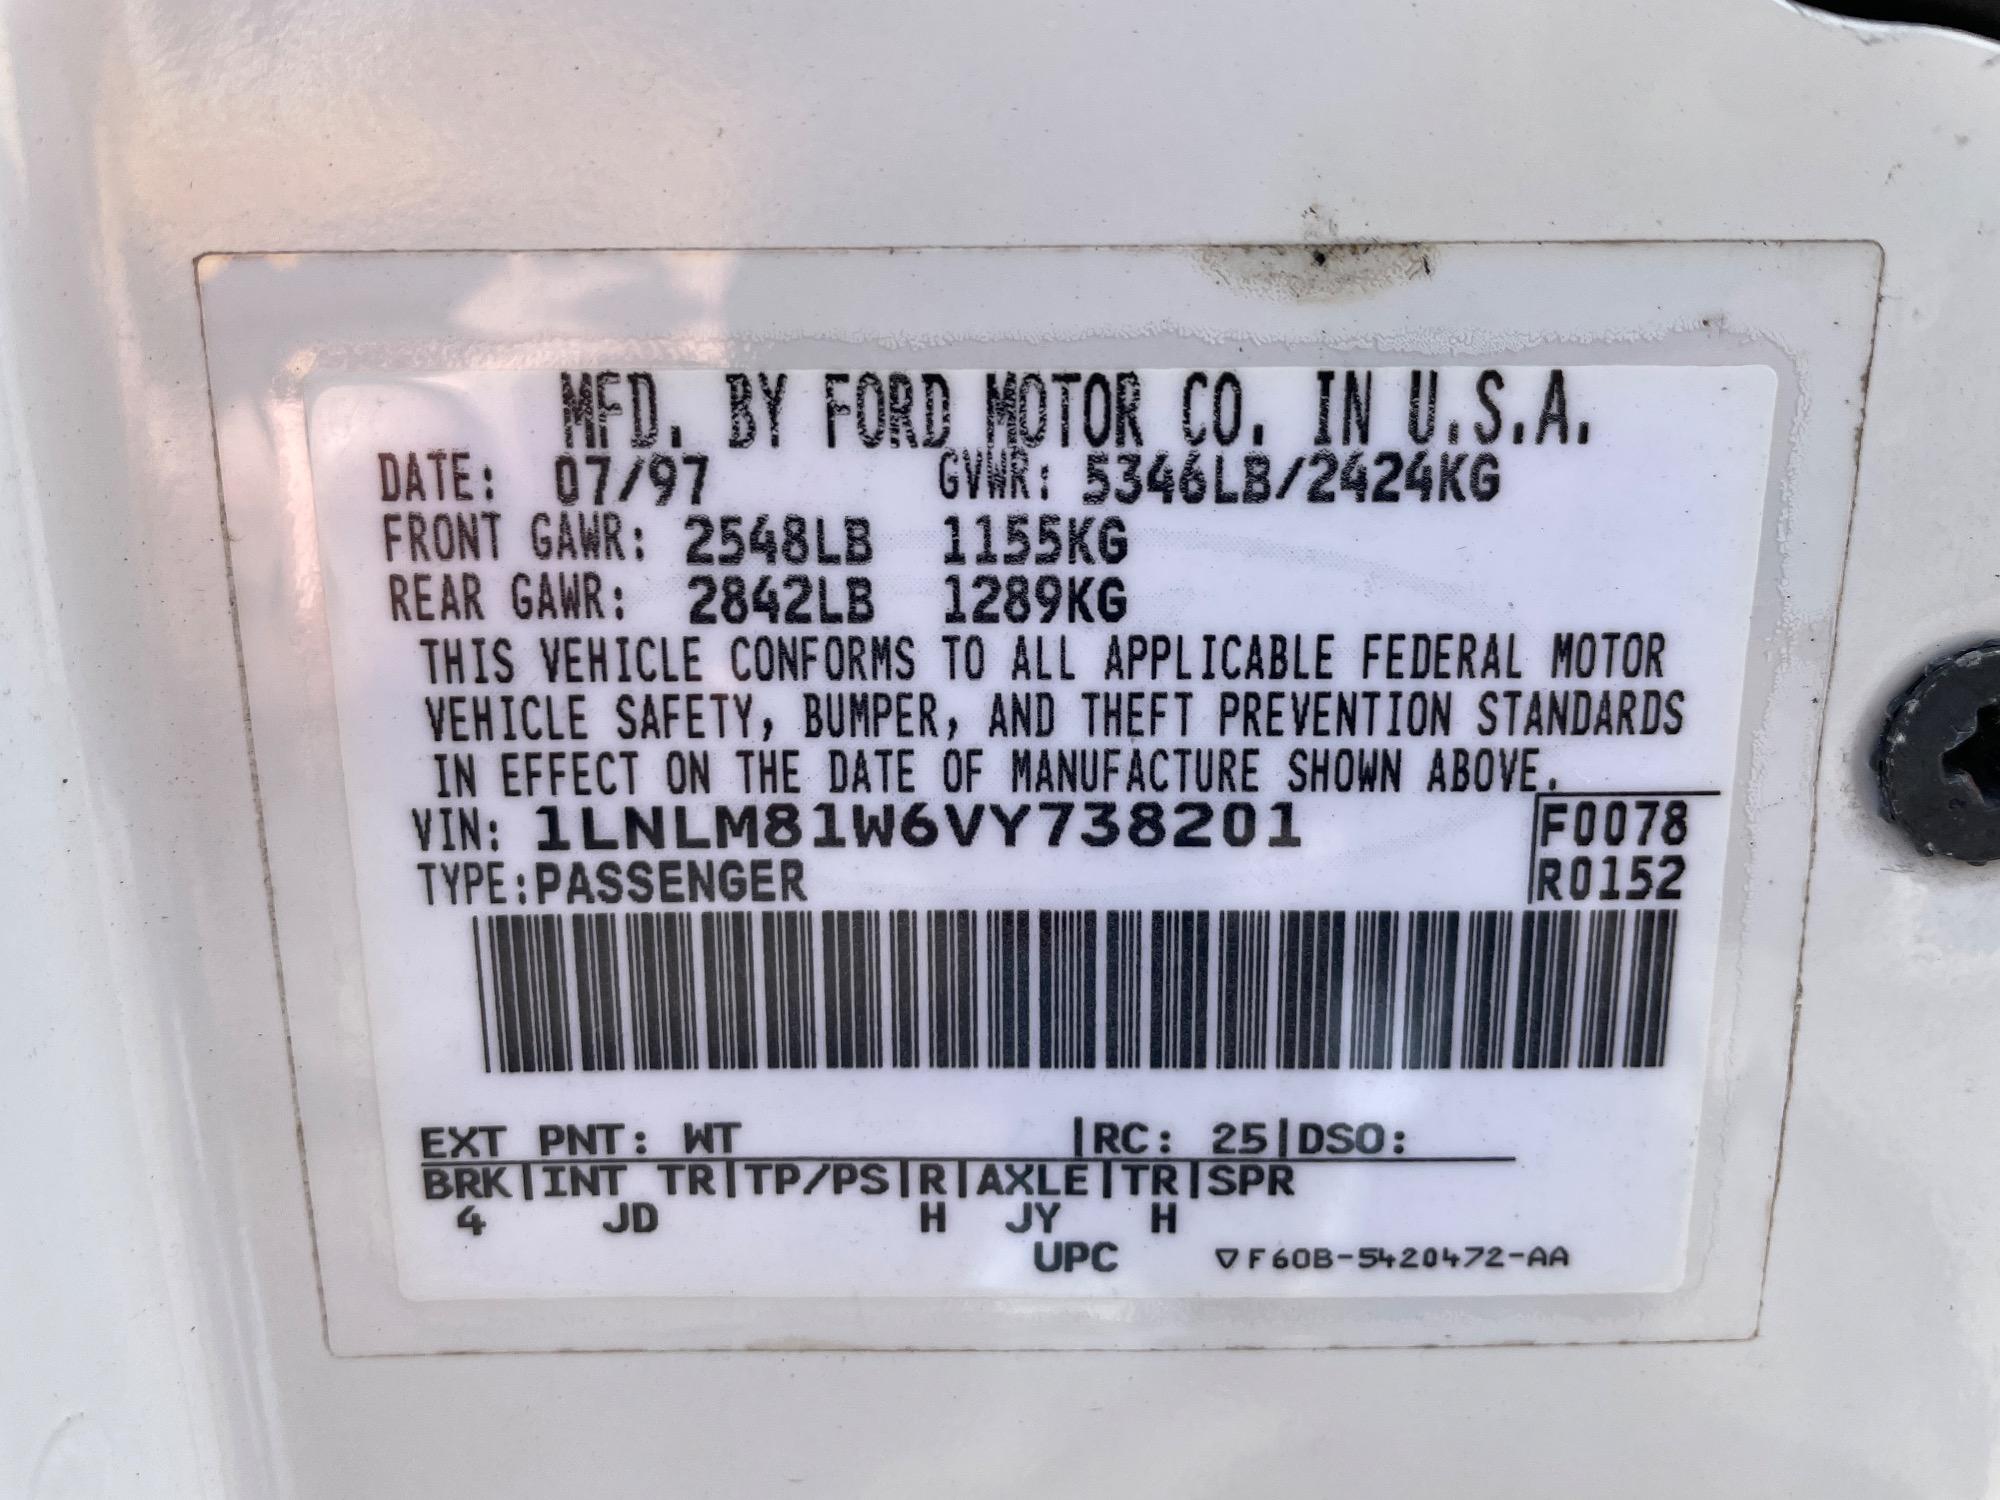 MFD. BY FORD MOTOR CO. IN U.S.A.
DATE: 07/97 GVWR: 5346LB/2424KG
FRONT GAWR: 2548LB 1155KG
REAR GAWR: 2842LB 1289KG
THIS VEHICLE CONFORMS TO ALL APPLICABLE FEDERAL MOTOR
VEHICLE SAFETY, BUMPER, AND THEFT PREVENTION STANDARDS
IN EFFECT ON THE DATE OF MANUFACTURE SHOWN ABOVE.
VIN: 1LNLM81W6VY738201 F0078
TYPE:PASSENGER R0152
EXT PNT: WT |RC: 25|DSO:
BRK|INT TR|TP/PS|R|AXLE|TR|SPR
4 JD H JY H
UPC ▽F60B-5420472-AA